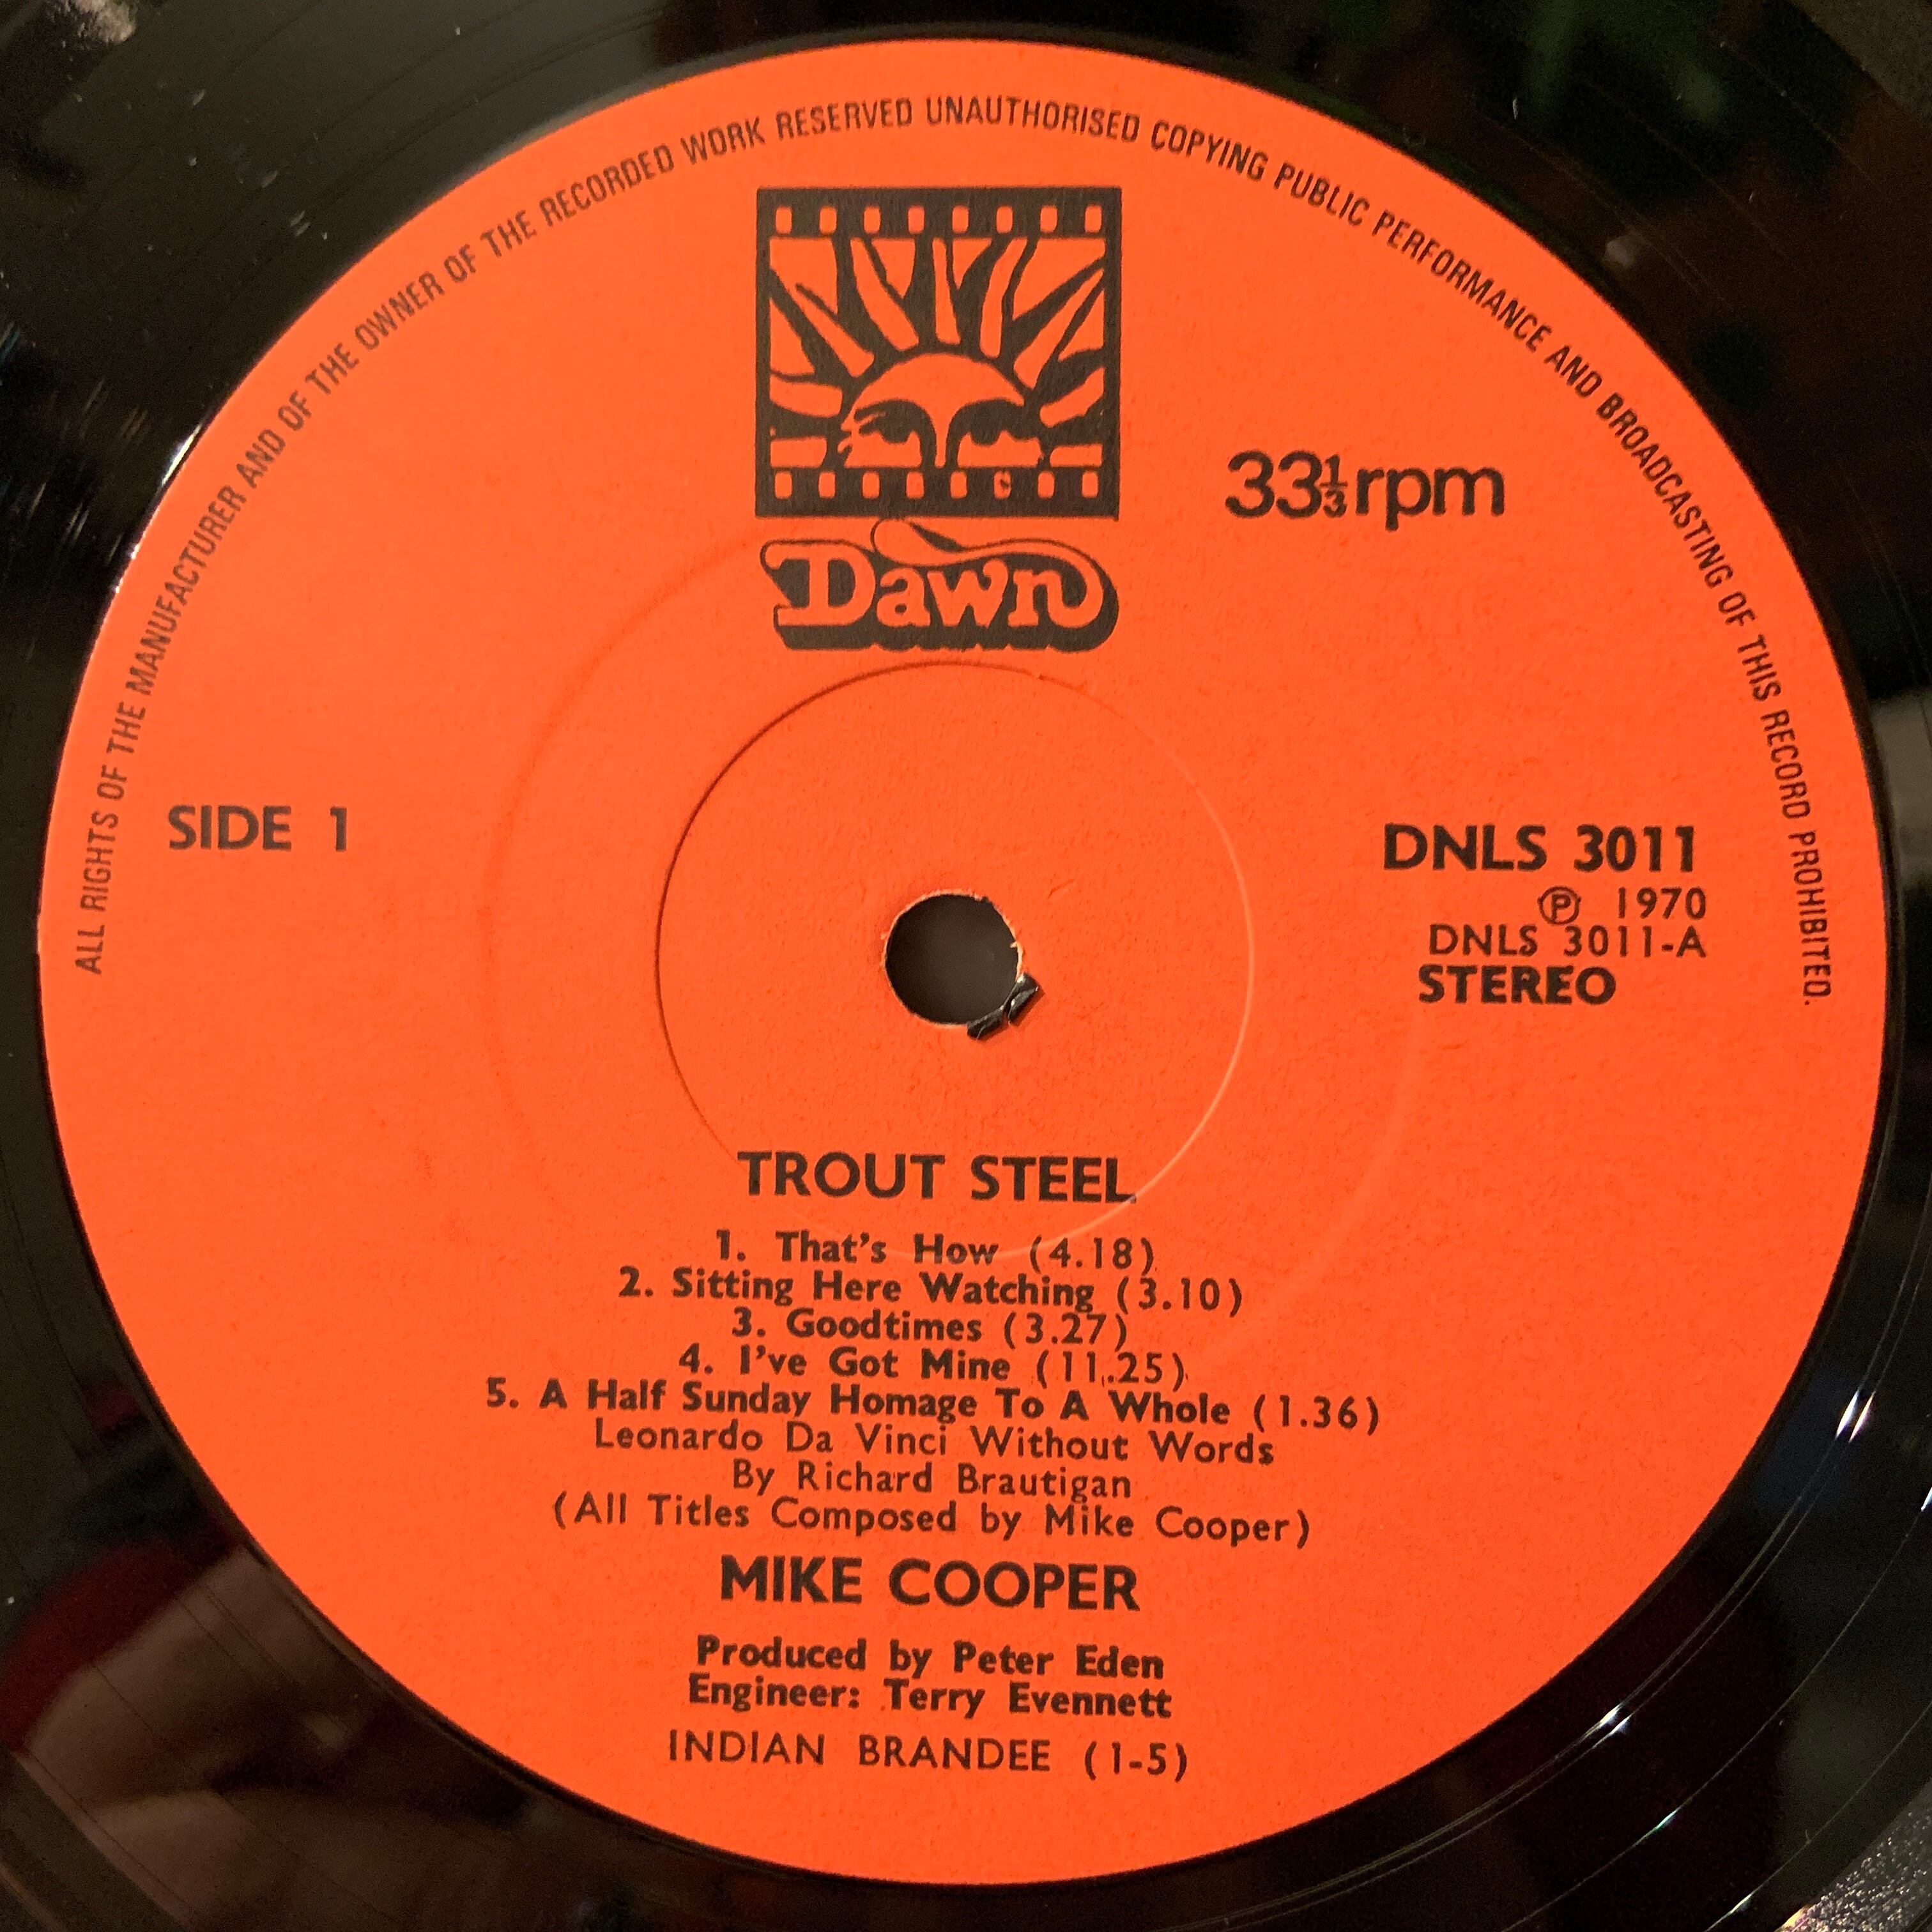 ALL RIGHTS OF THE MANUFACTURER AND OF THE OWNER OF THE RECORDED WORK RESERVED UNAUTHORISED COPYING PUBLIC PERFORMANCE AND BROADCASTING OF THIS RECORD PROHIBITED.
33⅓rpm
Dawn
SIDE 1
DNLS 3011
Ⓟ 1970
DNLS 3011-A
STEREO
TROUT STEEL
1. That's How (4.18)
2. Sitting Here Watching (3.10)
3. Goodtimes (3.27)
4. I've Got Mine (11.25)
5. A Half Sunday Homage To A Whole (1.36)
Leonardo Da Vinci Without Words
By Richard Brautigan
(All Titles Composed by Mike Cooper)
MIKE COOPER
Produced by Peter Eden
Engineer: Terry Evennett
INDIAN BRANDEE (1-5)